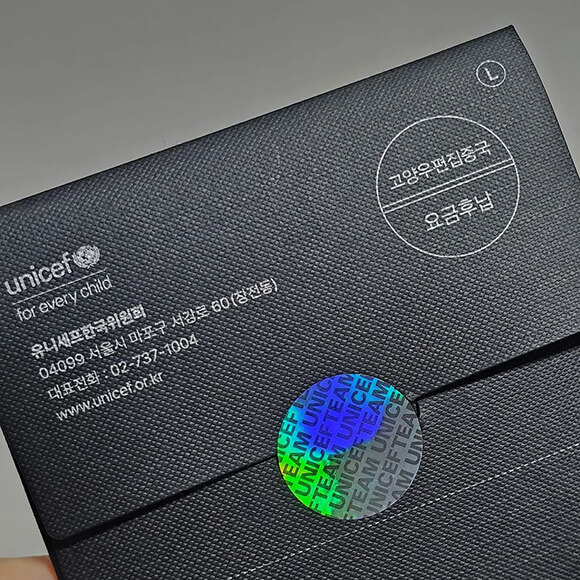 L
고양우편집중국
요금후납
unicef
for every child
유니세프한국위원회
04099 서울시 마포구 서강로 60 (창전동)
대표전화 · 02-737-1004
www.unicef.or.kr
UNICEFTEAM UNICEFTEAM